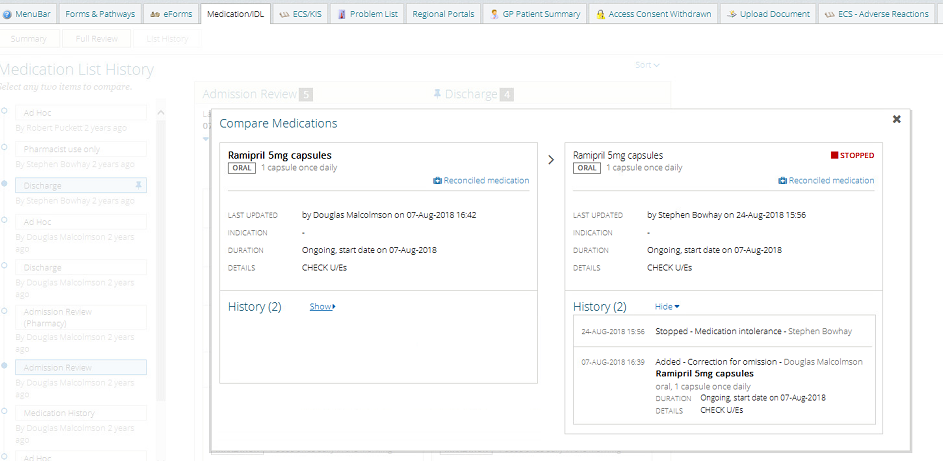 MenuBar
Forms & Pathways
eForms
Medication/IDL
ECS/KIS
Problem List
Regional Portals
GP Patient Summary
Access Consent Withdrawn
Upload Document
ECS - Adverse Reactions
Summary
Full Review
List History
Medication List History
Select any two items to compare.
Sort
Ad Hoc
By Robert Puckett 2 years ago
Pharmacist use only
By Stephen Bowhay 2 years ago
Discharge
By Stephen Bowhay 2 years ago
Ad Hoc
By Douglas Malcolmson 2 years
ago
Discharge
By Douglas Malcolmson 2 years
ago
Admission Review
(Pharmacy)
By Douglas Malcolmson 2 years
ago
Admission Review
By Douglas Malcolmson 2 years
ago
Medication History
By Douglas Malcolmson 2 years
ago
Ad Hoc
Admission Review 5
Discharge 4
Compare Medications
Ramipril 5mg capsules
ORAL 1 capsule once daily
Reconciled medication
LAST UPDATED by Douglas Malcolmson on 07-Aug-2018 16:42
INDICATION -
DURATION Ongoing, start date on 07-Aug-2018
DETAILS CHECK U/Es
History (2) Show
Ramipril 5mg capsules STOPPED
ORAL 1 capsule once daily
Reconciled medication
LAST UPDATED by Stephen Bowhay on 24-Aug-2018 15:56
INDICATION -
DURATION Ongoing, start date on 07-Aug-2018
DETAILS CHECK U/Es
History (2) Hide
24-AUG-2018 15:56 Stopped - Medication intolerance - Stephen Bowhay
07-AUG-2018 16:39 Added - Correction for omission - Douglas Malcolmson
Ramipril 5mg capsules
oral, 1 capsule once daily
DURATION Ongoing, start date on 07-Aug-2018
DETAILS CHECK U/Es